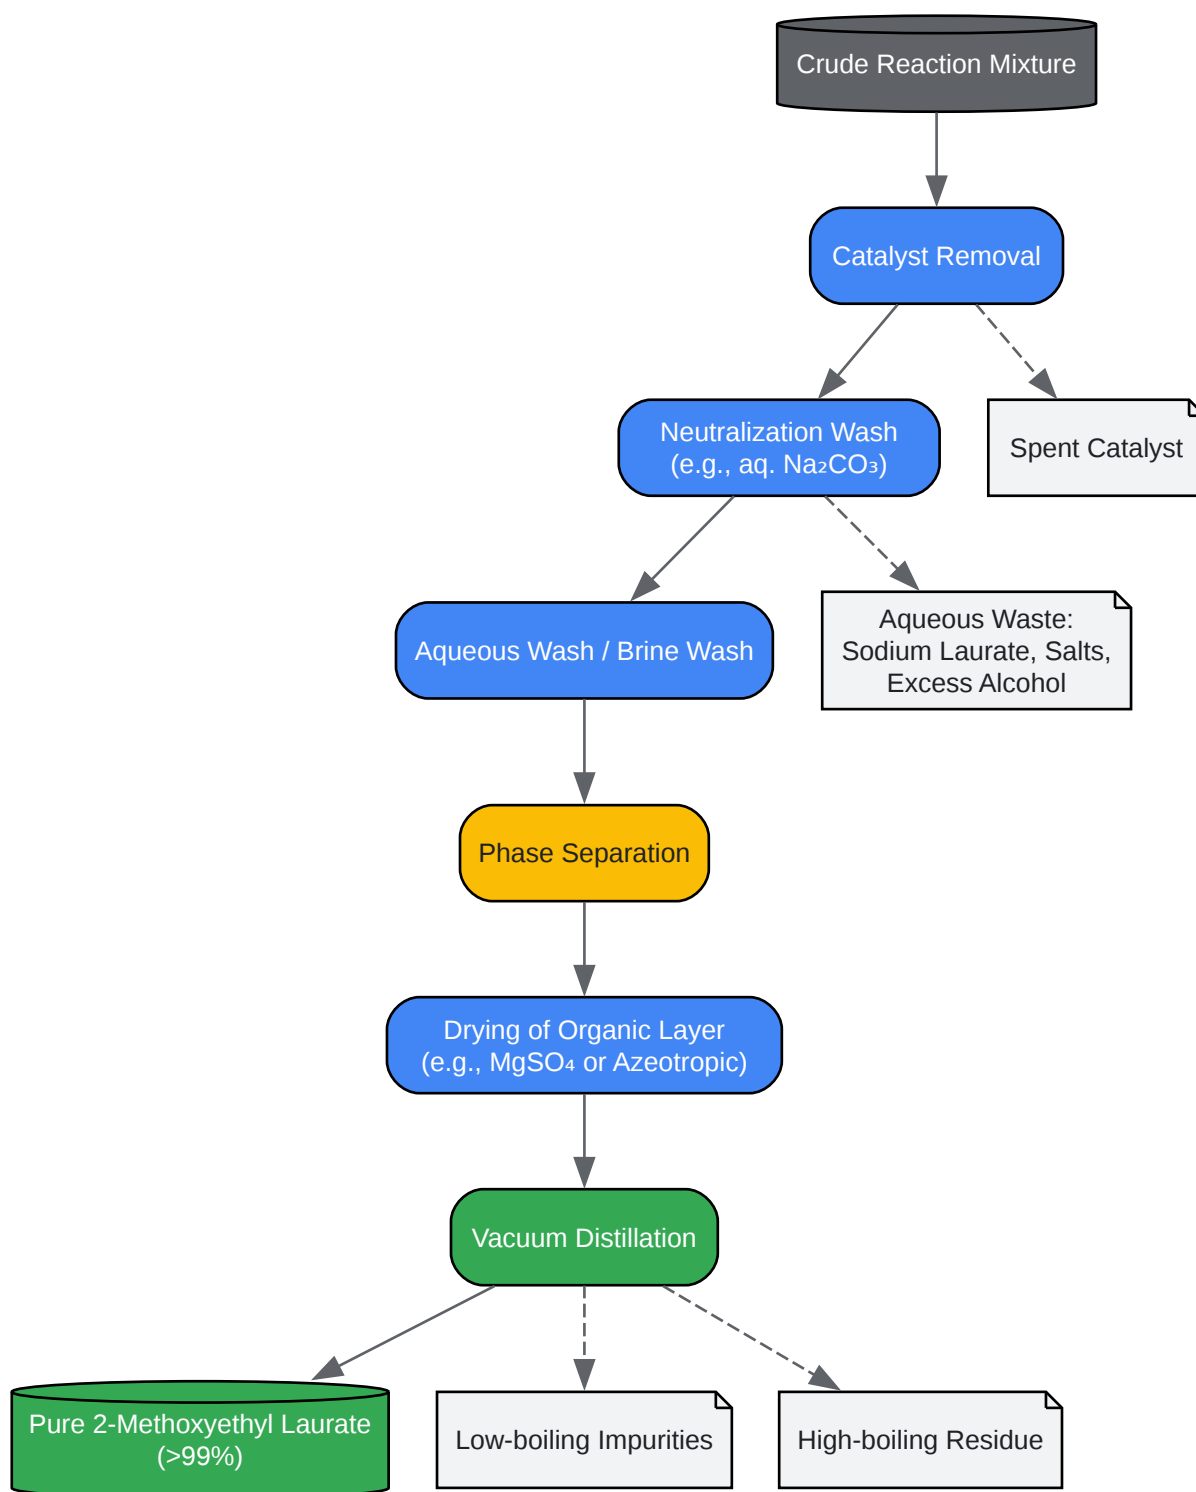 Crude Reaction Mixture
Catalyst Removal
Neutralization Wash
(e.g., aq. Na₂CO₃)
Spent Catalyst
Aqueous Wash / Brine Wash
Aqueous Waste:
Sodium Laurate, Salts,
Excess Alcohol
Phase Separation
Drying of Organic Layer
(e.g., MgSO₄ or Azeotropic)
Vacuum Distillation
Pure 2-Methoxyethyl Laurate
(>99%)
Low-boiling Impurities
High-boiling Residue